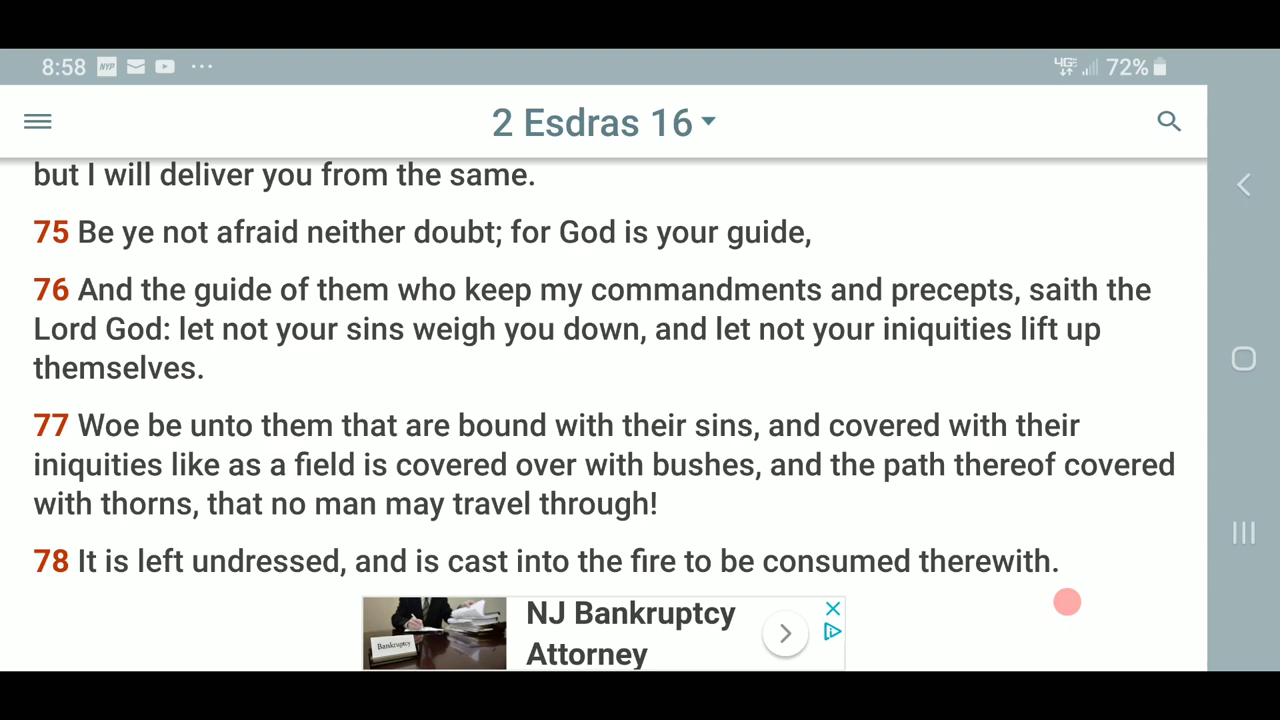 8:58 NYP 4GE 72%
2 Esdras 16
but I will deliver you from the same.
75 Be ye not afraid neither doubt; for God is your guide,
76 And the guide of them who keep my commandments and precepts, saith the
Lord God: let not your sins weigh you down, and let not your iniquities lift up
themselves.
77 Woe be unto them that are bound with their sins, and covered with their
iniquities like as a field is covered over with bushes, and the path thereof covered
with thorns, that no man may travel through!
78 It is left undressed, and is cast into the fire to be consumed therewith.
Bankruptcy
NJ Bankruptcy
Attorney